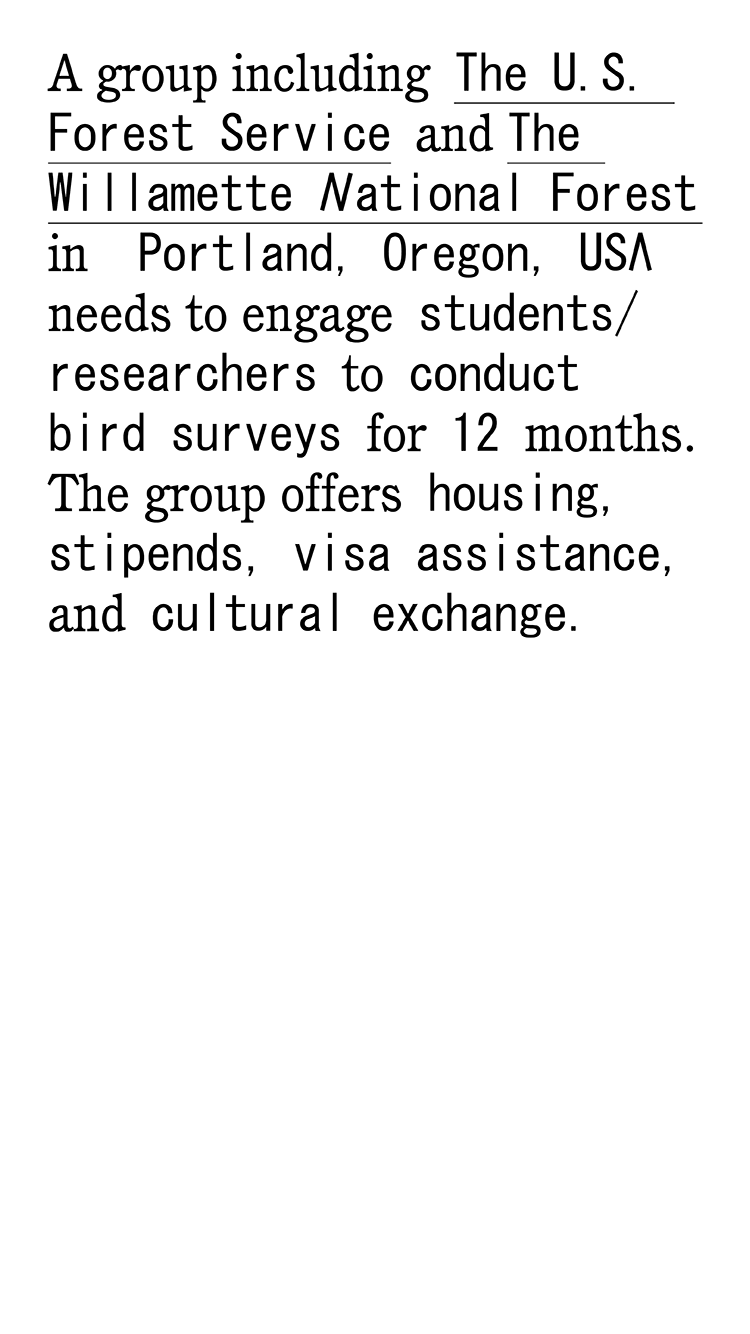 A group including The U.S.
Forest Service and The
Willamette National Forest
in Portland, Oregon, USA
needs to engage students/
researchers to conduct
bird surveys for 12 months.
The group offers housing,
stipends, visa assistance,
and cultural exchange.